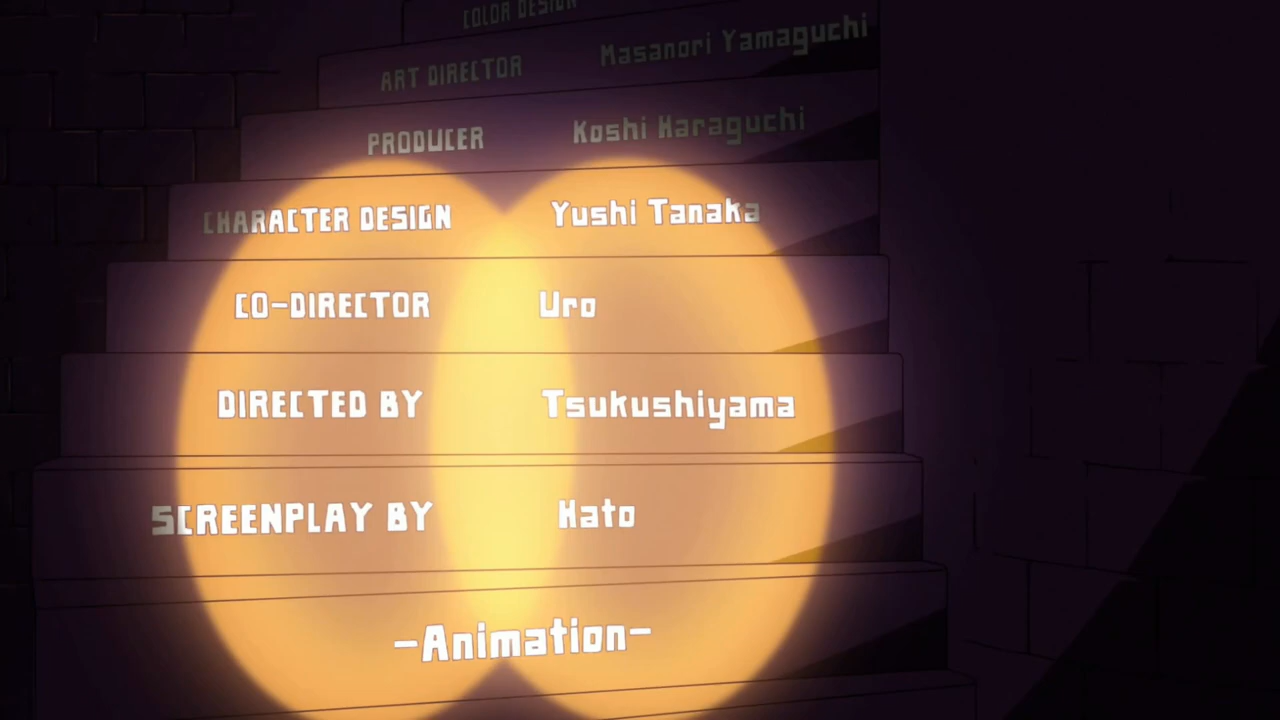 COLOR DESIGN
ART DIRECTOR Masanori Yamaguchi
PRODUCER Koshi Haraguchi
CHARACTER DESIGN Yushi Tanaka
CO-DIRECTOR Uro
DIRECTED BY Tsukushiyama
SCREENPLAY BY Hato
-Animation-